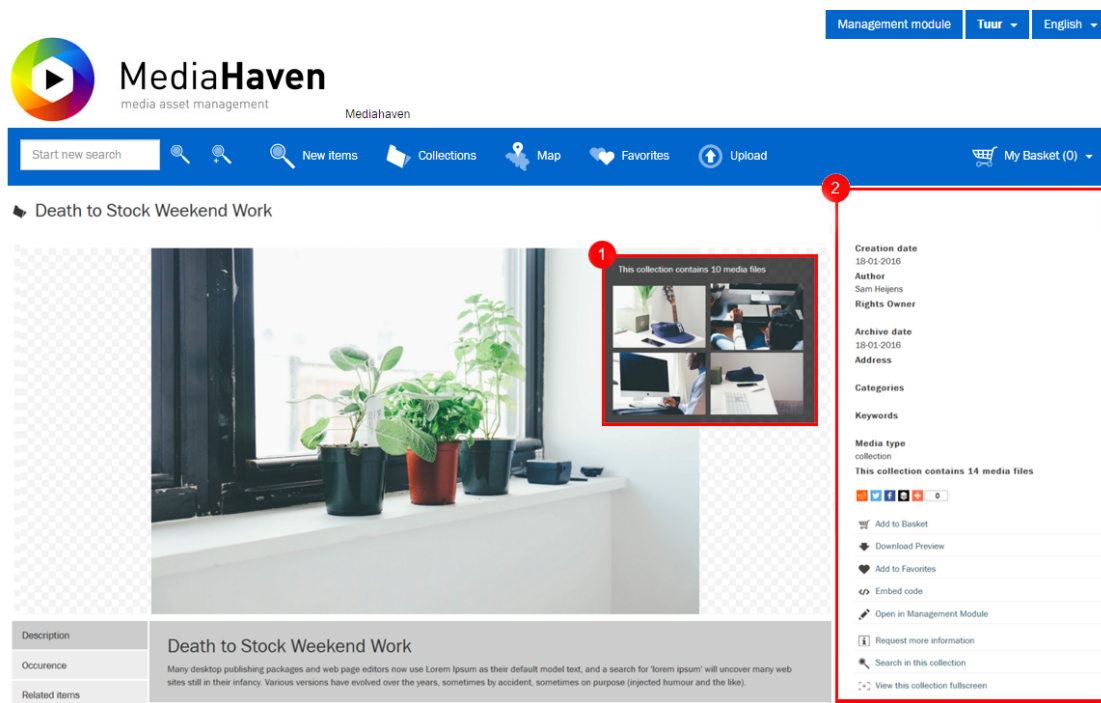 Management module
Tuur
English
MediaHaven
media asset management
Mediahaven
Start new search
New items
Collections
Map
Favorites
Upload
My Basket (0)
2
Death to Stock Weekend Work
1
This collection contains 10 media files
Creation date
18-01-2016
Author
Sam Heijens
Rights Owner
Archive date
18-01-2016
Address
Categories
Keywords
Media type
collection
This collection contains 14 media files
0
Add to Basket
Download Preview
Add to Favorites
Embed code
Open in Management Module
Request more information
Search in this collection
View this collection fullscreen
Description
Occurence
Related items
Death to Stock Weekend Work
Many desktop publishing packages and web page editors now use Lorem Ipsum as their default model text, and a search for 'lorem ipsum' will uncover many web
sites still in their infancy. Various versions have evolved over the years, sometimes by accident, sometimes on purpose (injected humour and the like).